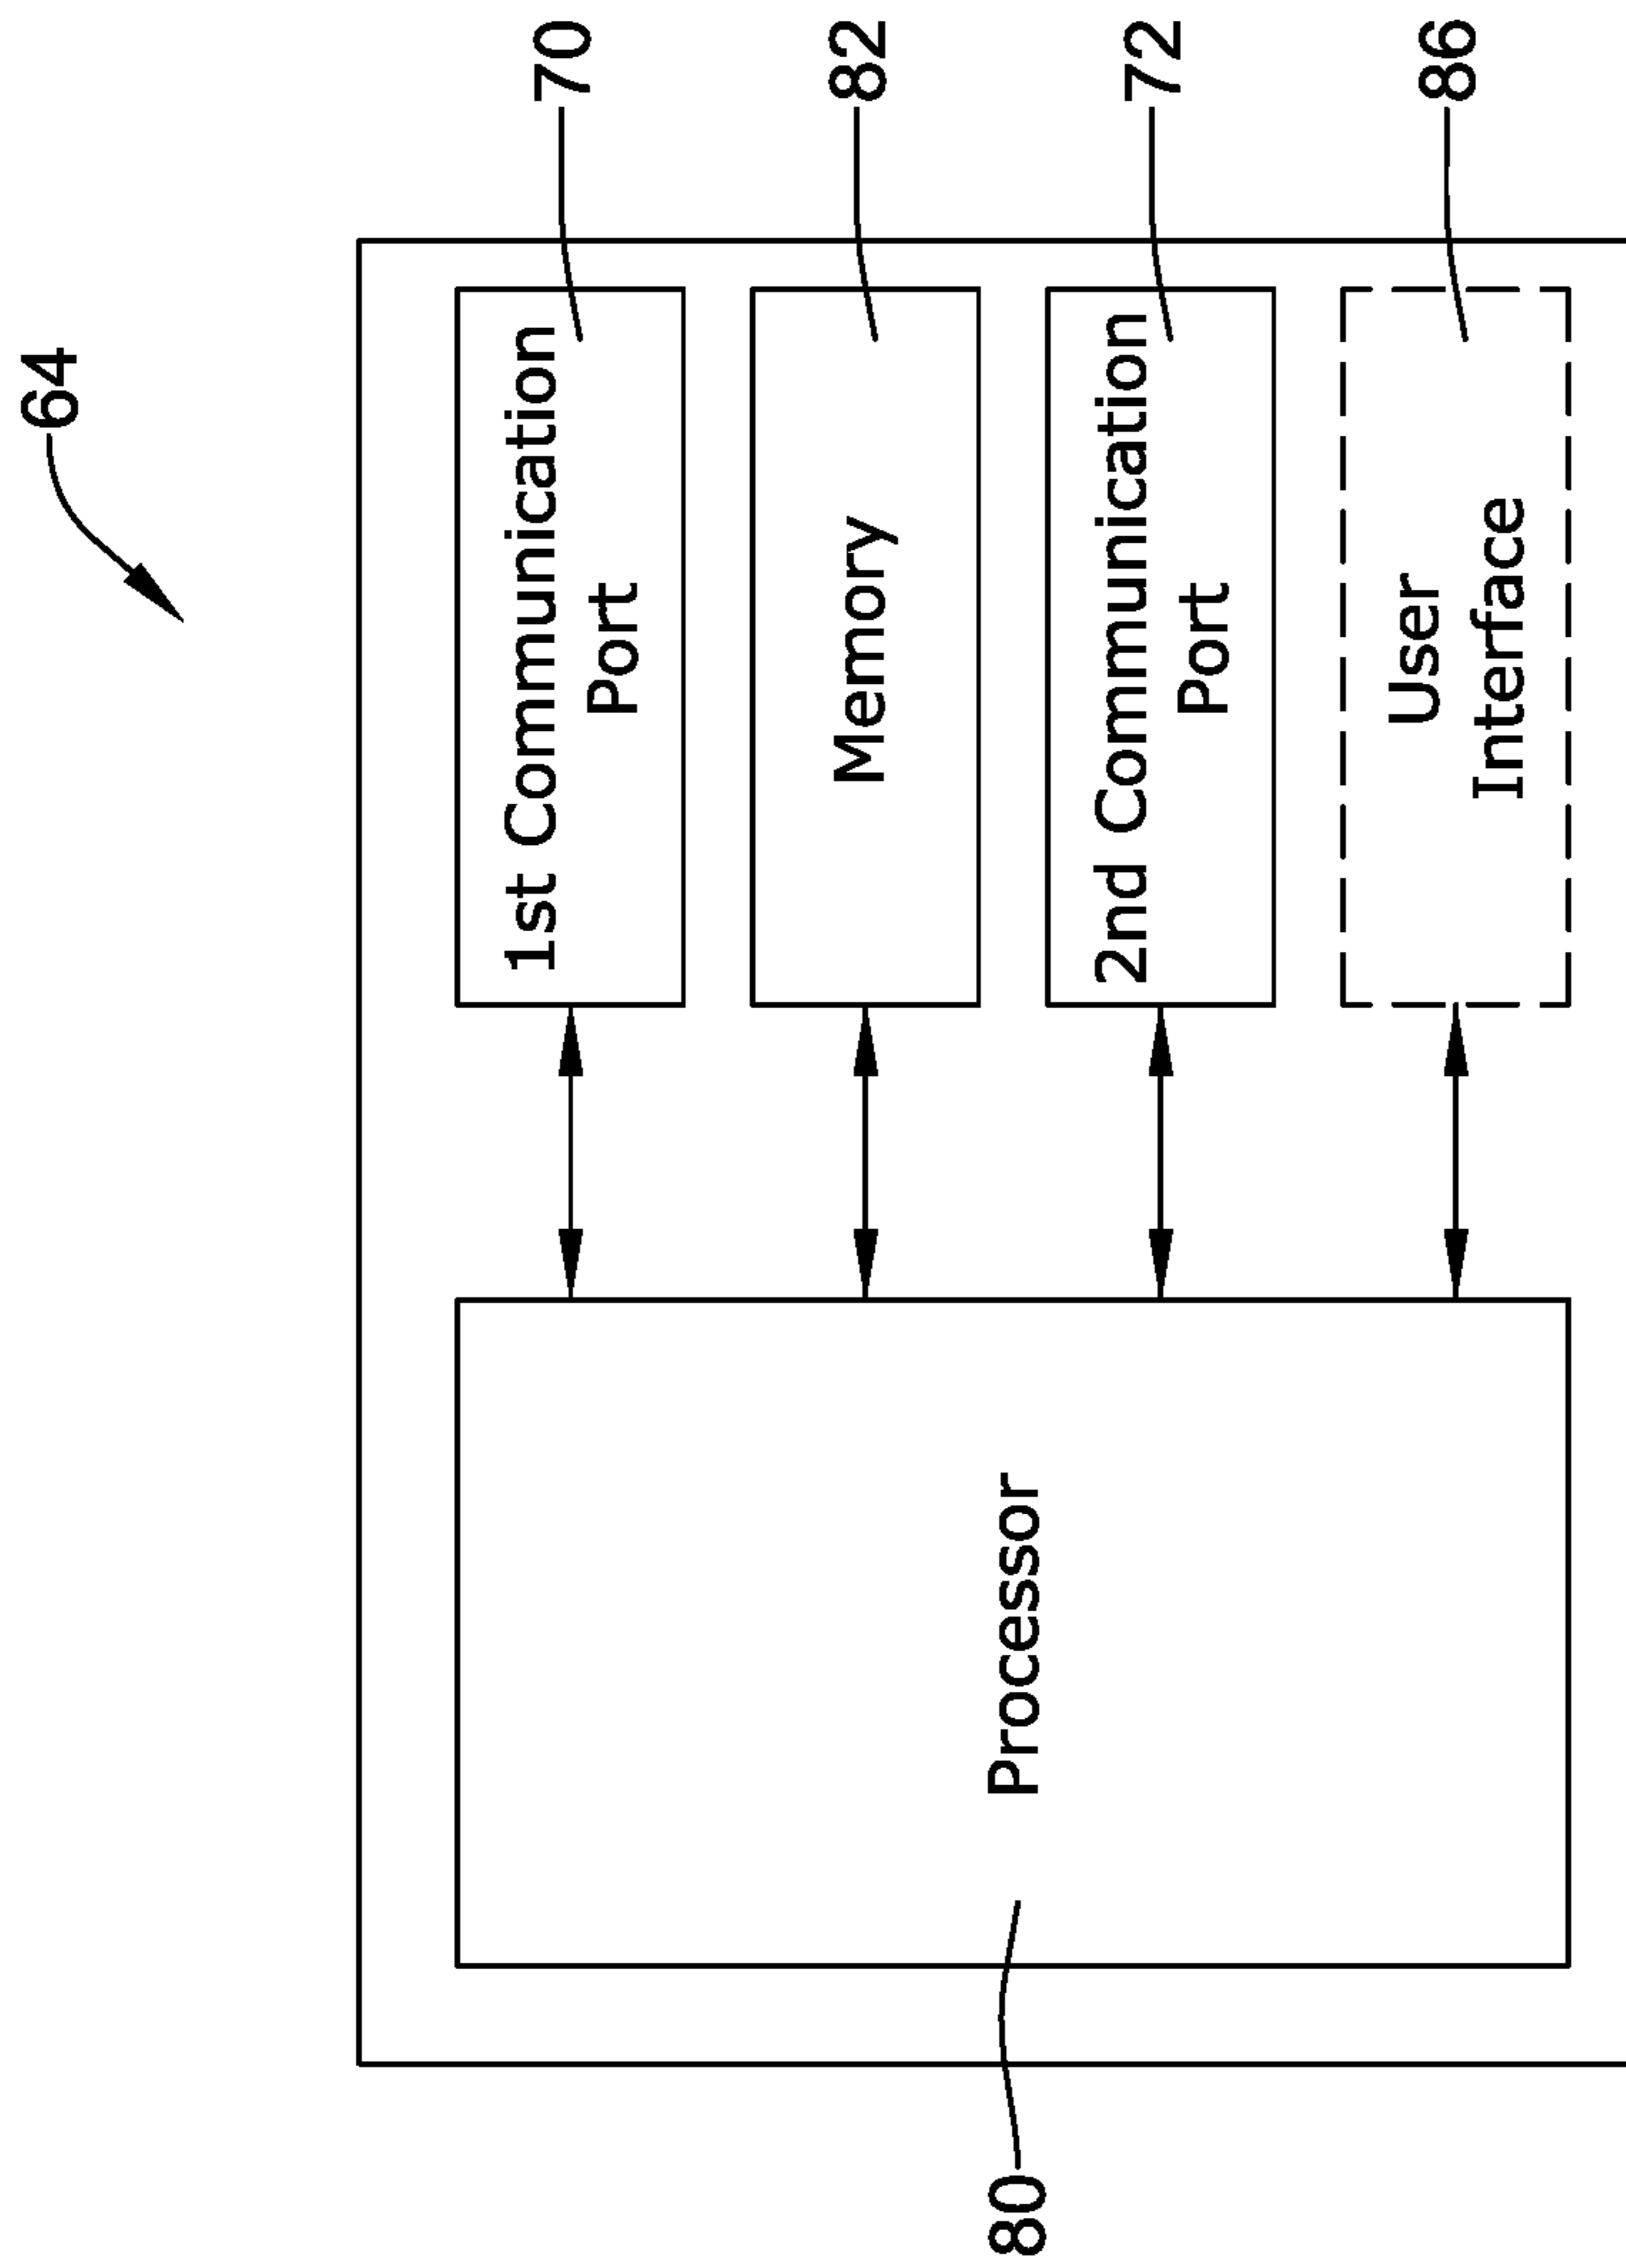 64
1st Communication
Port
70
Memory
82
2nd Communication
Port
72
User
Interface
86
Processor
80